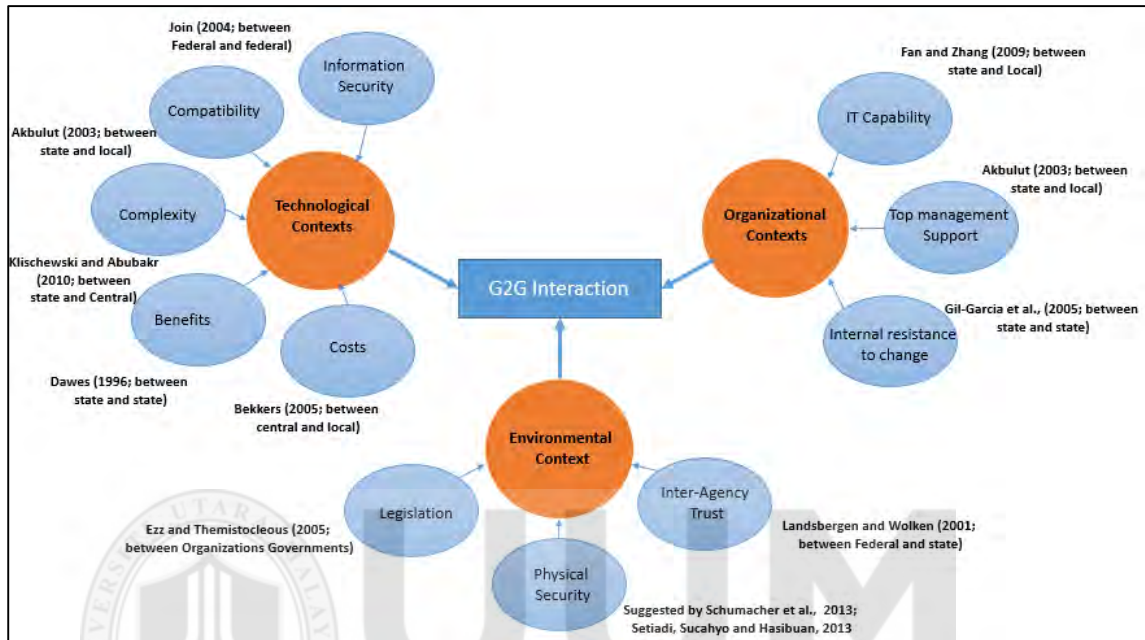 Join (2004; between
Federal and federal)
Information
Security
Compatibility
Akbulut (2003; between
state and local)
Complexity
Technological
Contexts
Klischewski and Abubakr
(2010; between
state and Central)
Benefits
Costs
Dawes (1996; between
state and state)
Bekkers (2005; between
central and local)
G2G Interaction
Fan and Zhang (2009; between
state and Local)
IT Capability
Akbulut (2003; between
state and local)
Organizational
Contexts
Top management
Support
Gil-Garcia et al., (2005; between
state and state)
Internal resistance
to change
Environmental
Context
Legislation
Inter-Agency
Trust
Ezz and Themistocleous (2005;
between Organizations Governments)
Landsbergen and Wolken (2001;
between Federal and state)
Physical
Security
Suggested by Schumacher et al., 2013;
Setiadi, Sucahyo and Hasibuan, 2013
UUM